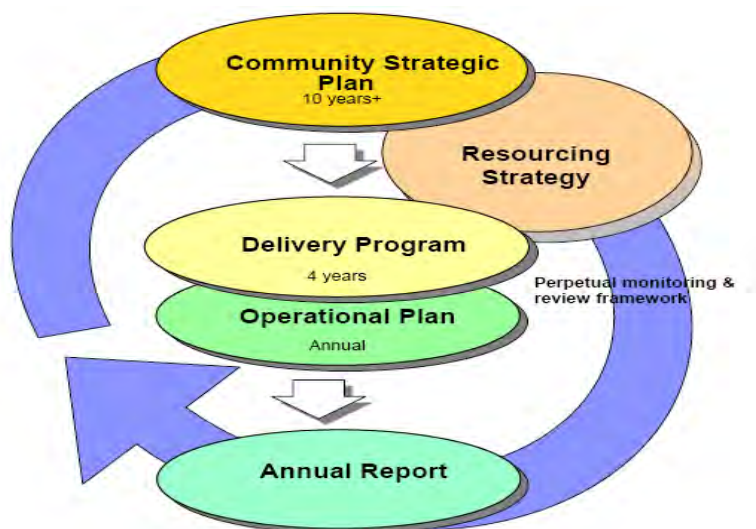 Community Strategic
Plan
10 years+
Resourcing
Strategy
Delivery Program
4 years
Perpetual monitoring &
review framework
Operational Plan
Annual
Annual Report